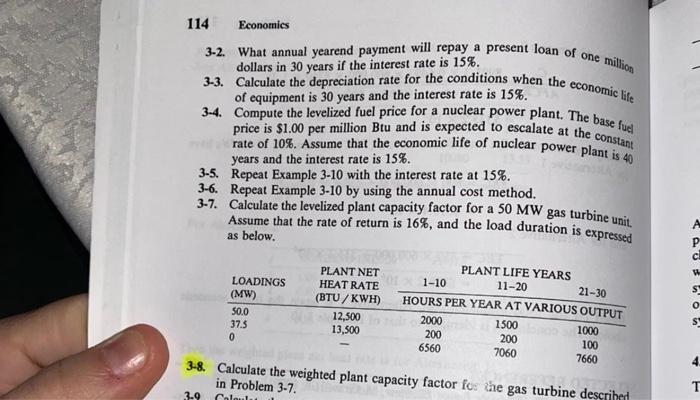 114 Economics
3-2. What annual yearend payment will repay a present loan of one million
dollars in 30 years if the interest rate is 15%.
3-3. Calculate the depreciation rate for the conditions when the economic life
of equipment is 30 years and the interest rate is 15%.
3-4. Compute the levelized fuel price for a nuclear power plant. The base fuel
price is $1.00 per million Btu and is expected to escalate at the constant
rate of 10%. Assume that the economic life of nuclear power plant is 40
years and the interest rate is 15%.
3-5. Repeat Example 3-10 with the interest rate at 15%.
3-6. Repeat Example 3-10 by using the annual cost method.
3-7. Calculate the levelized plant capacity factor for a 50 MW gas turbine unit.
Assume that the rate of return is 16%, and the load duration is expressed
as below.
PLANT NET PLANT LIFE YEARS
LOADINGS HEAT RATE 1-10 11-20 21-30
(MW) (BTU / KWH) HOURS PER YEAR AT VARIOUS OUTPUT
50.0 12,500 2000 1500 1000
37.5 13,500 200 200 100
0 — 6560 7060 7660
3-8. Calculate the weighted plant capacity factor for the gas turbine described
in Problem 3-7.
3-9